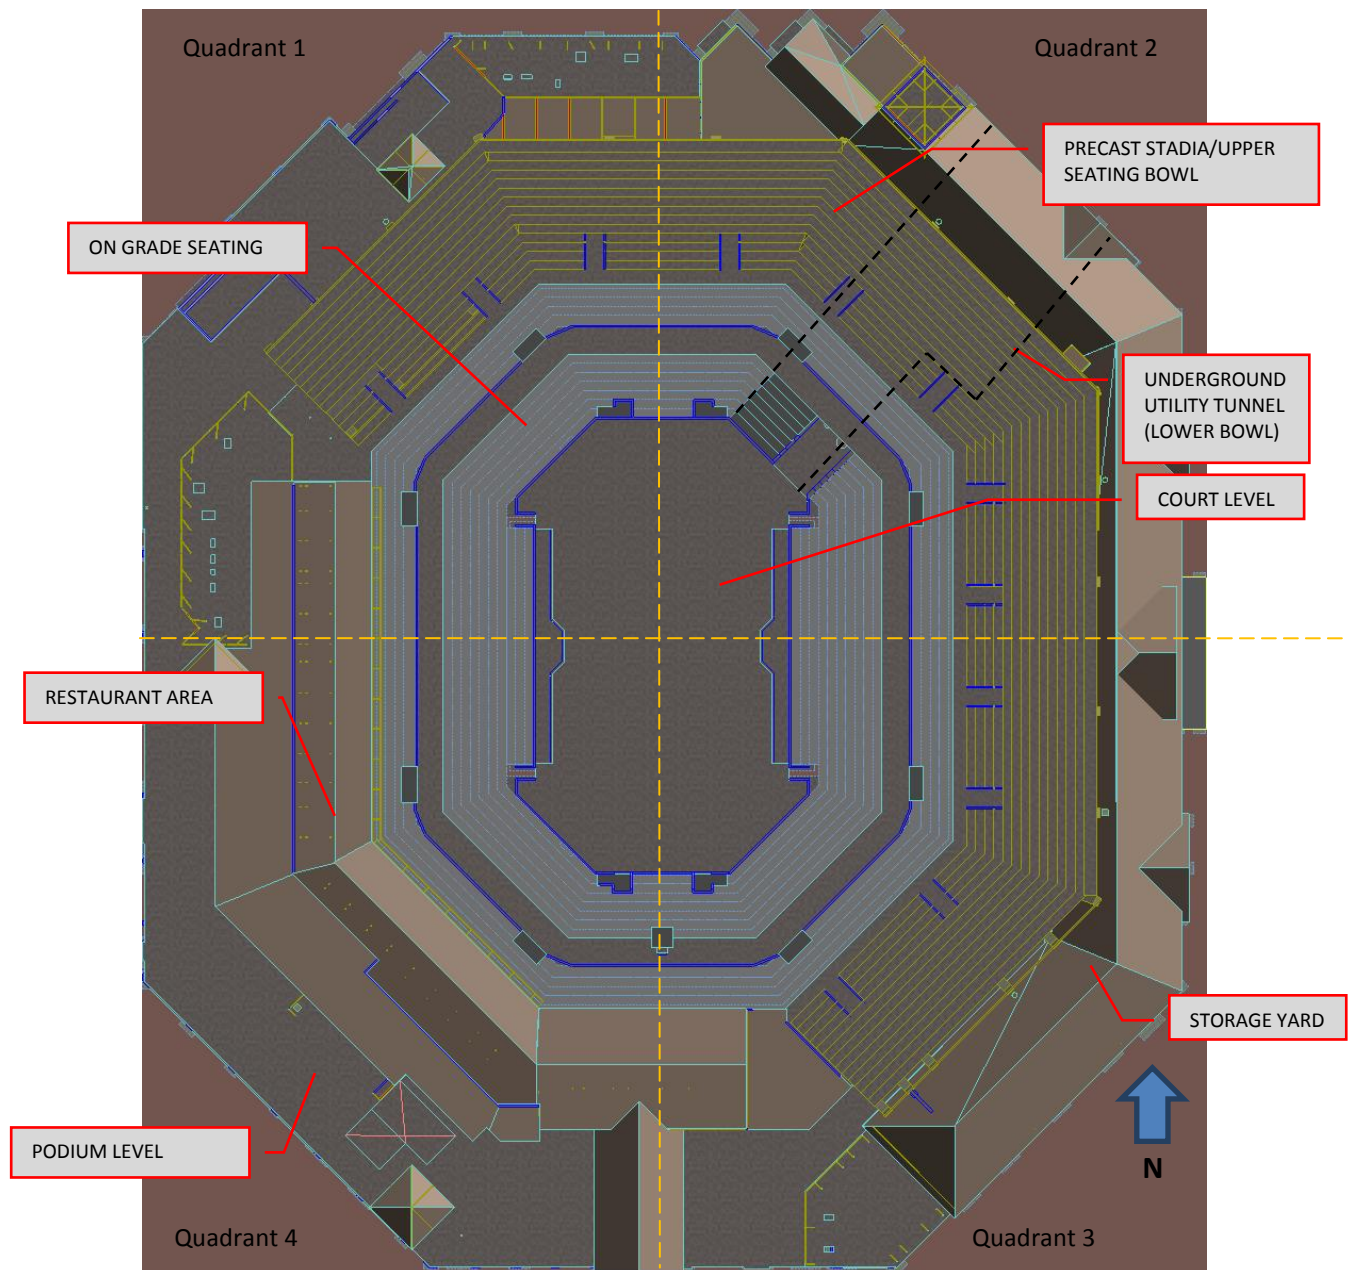 Quadrant 1
Quadrant 2
PRECAST STADIA/UPPER
SEATING BOWL
ON GRADE SEATING
UNDERGROUND
UTILITY TUNNEL
(LOWER BOWL)
COURT LEVEL
RESTAURANT AREA
STORAGE YARD
PODIUM LEVEL
N
Quadrant 4
Quadrant 3